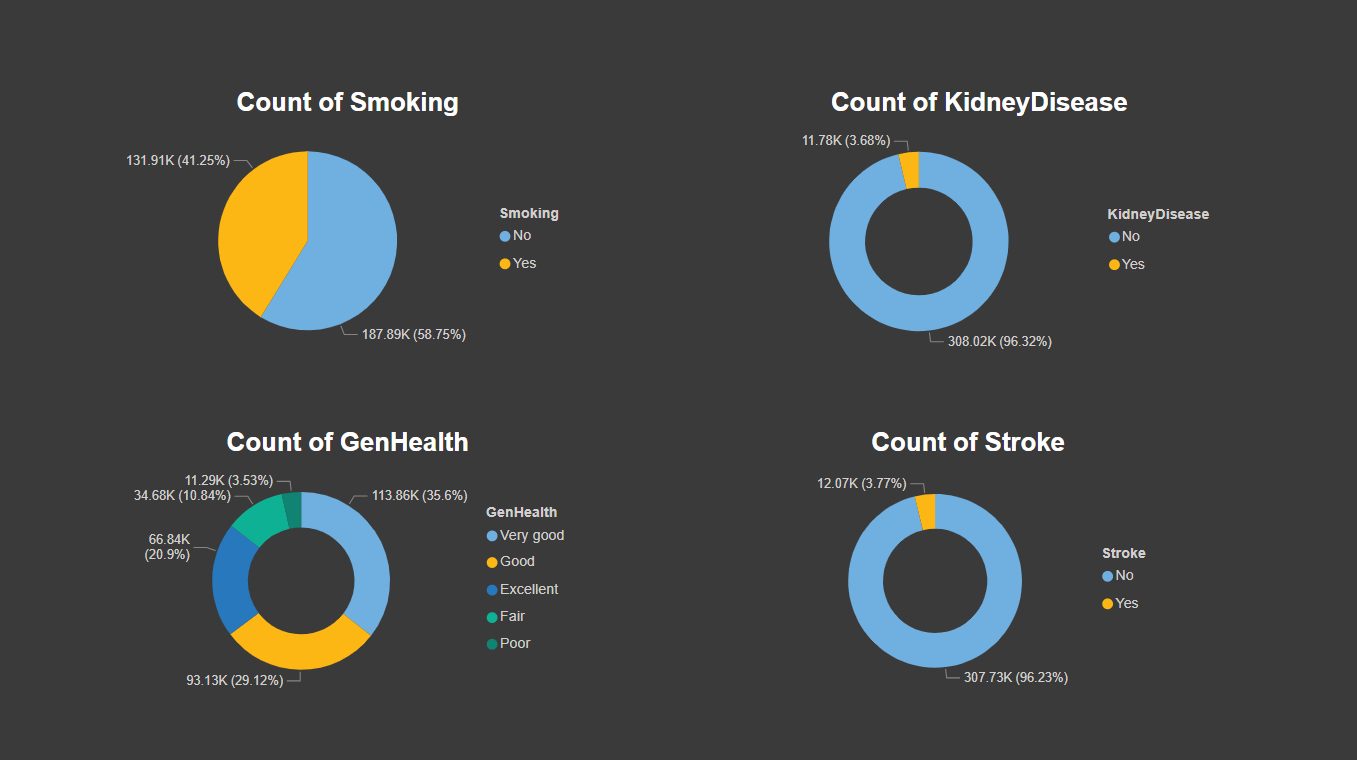 Count of Smoking
131.91K (41.25%)
187.89K (58.75%)
Smoking
No
Yes
Count of KidneyDisease
11.78K (3.68%)
308.02K (96.32%)
KidneyDisease
No
Yes
Count of GenHealth
11.29K (3.53%)
34.68K (10.84%)
113.86K (35.6%)
66.84K
(20.9%)
93.13K (29.12%)
GenHealth
Very good
Good
Excellent
Fair
Poor
Count of Stroke
12.07K (3.77%)
307.73K (96.23%)
Stroke
No
Yes